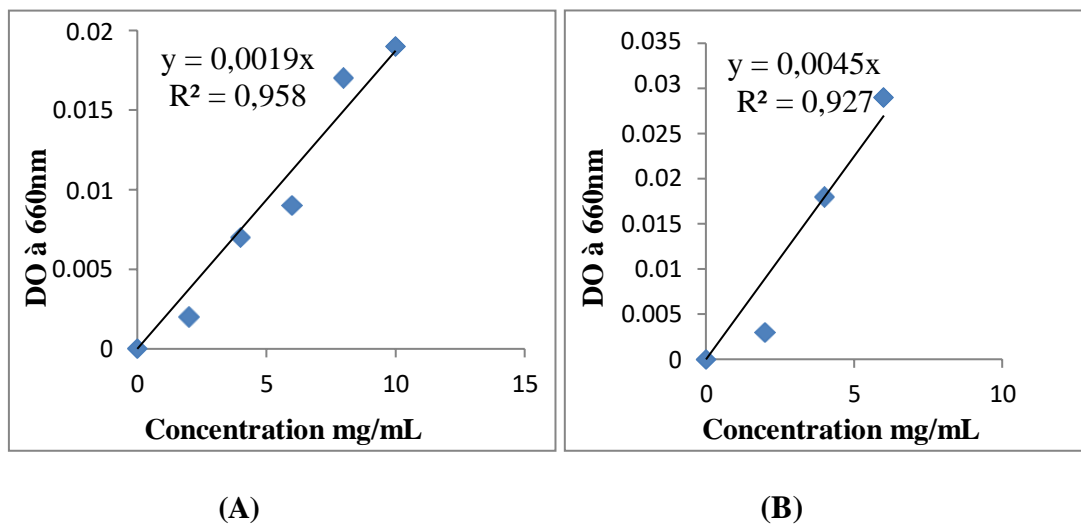 0.02
0.015
0.01
0.005
0
y = 0,0019x
R² = 0,958
DO à 660nm
0 5 10 15
Concentration mg/mL
(A)
0.035
0.03
0.025
0.02
0.015
0.01
0.005
0
y = 0,0045x
R² = 0,927
DO à 660nm
0 5 10
Concentration mg/mL
(B)